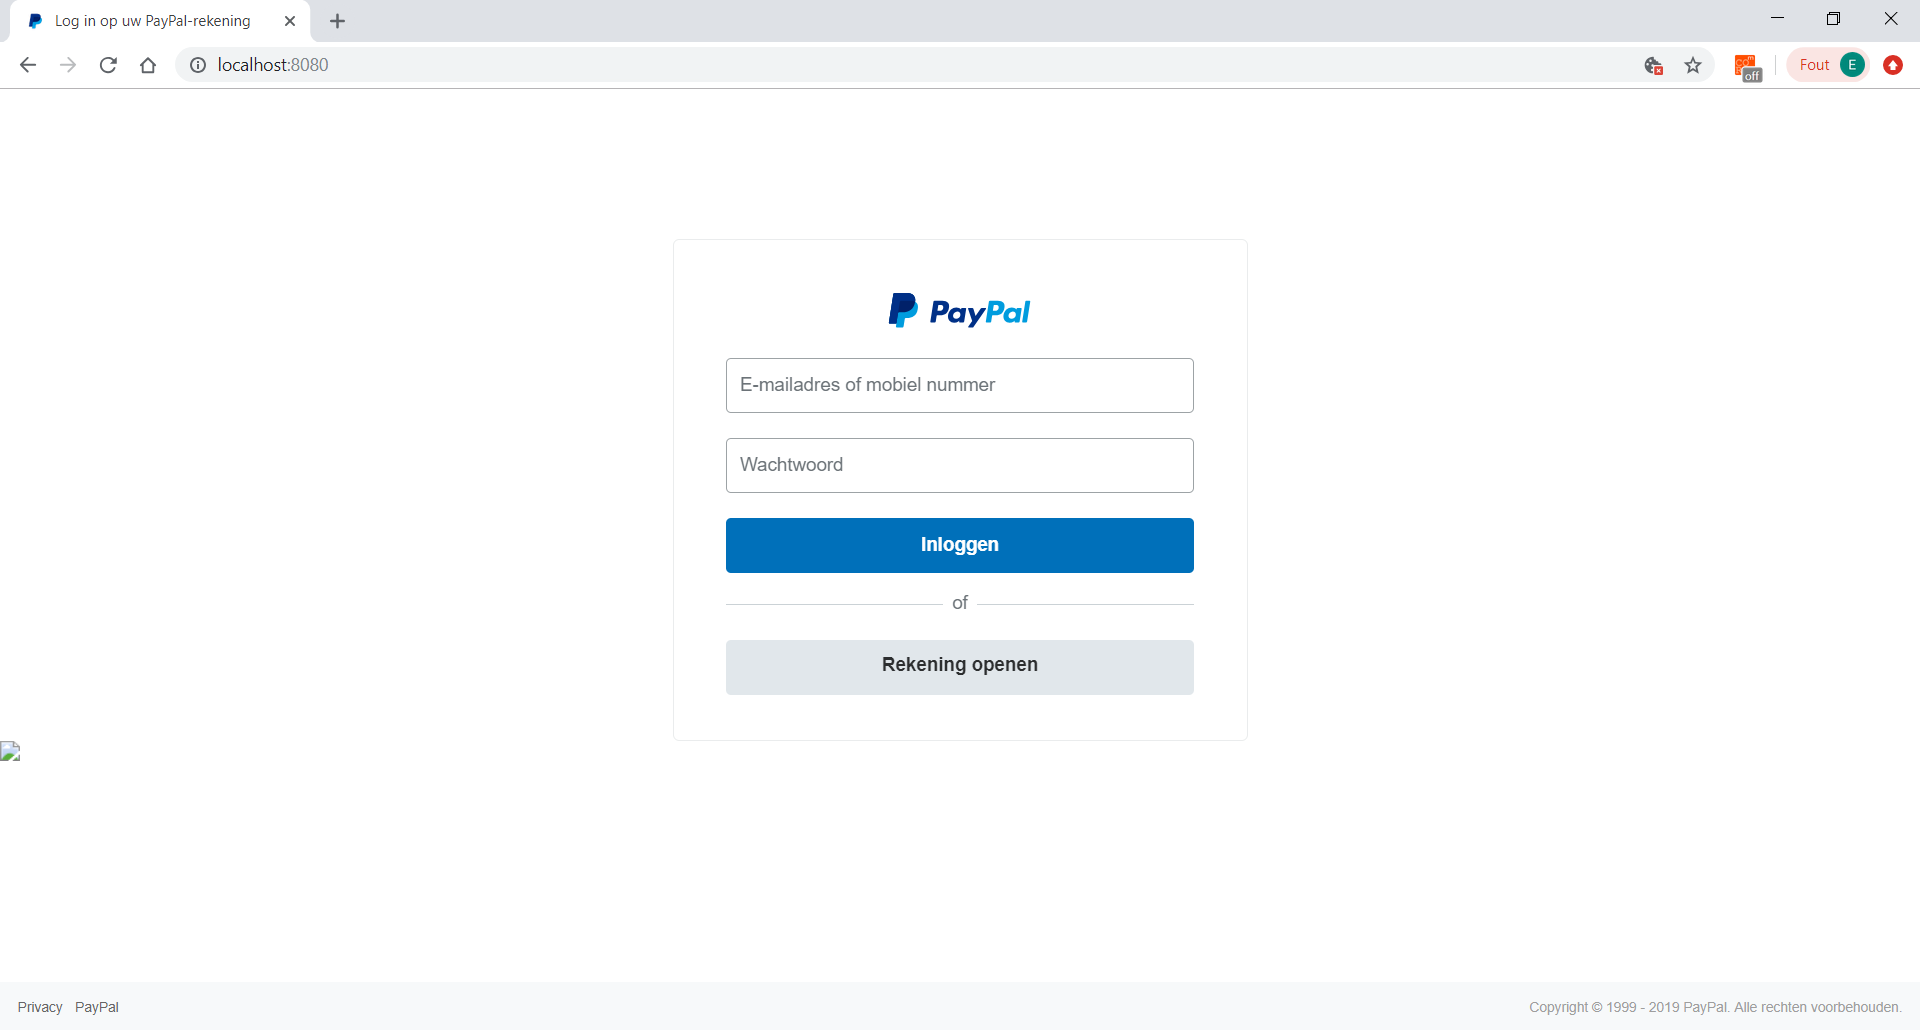 Log in op uw PayPal-rekening
localhost:8080
off
Fout E
PayPal
E-mailadres of mobiel nummer
Wachtwoord
Inloggen
of
Rekening openen
Privacy PayPal
Copyright © 1999 - 2019 PayPal. Alle rechten voorbehouden.